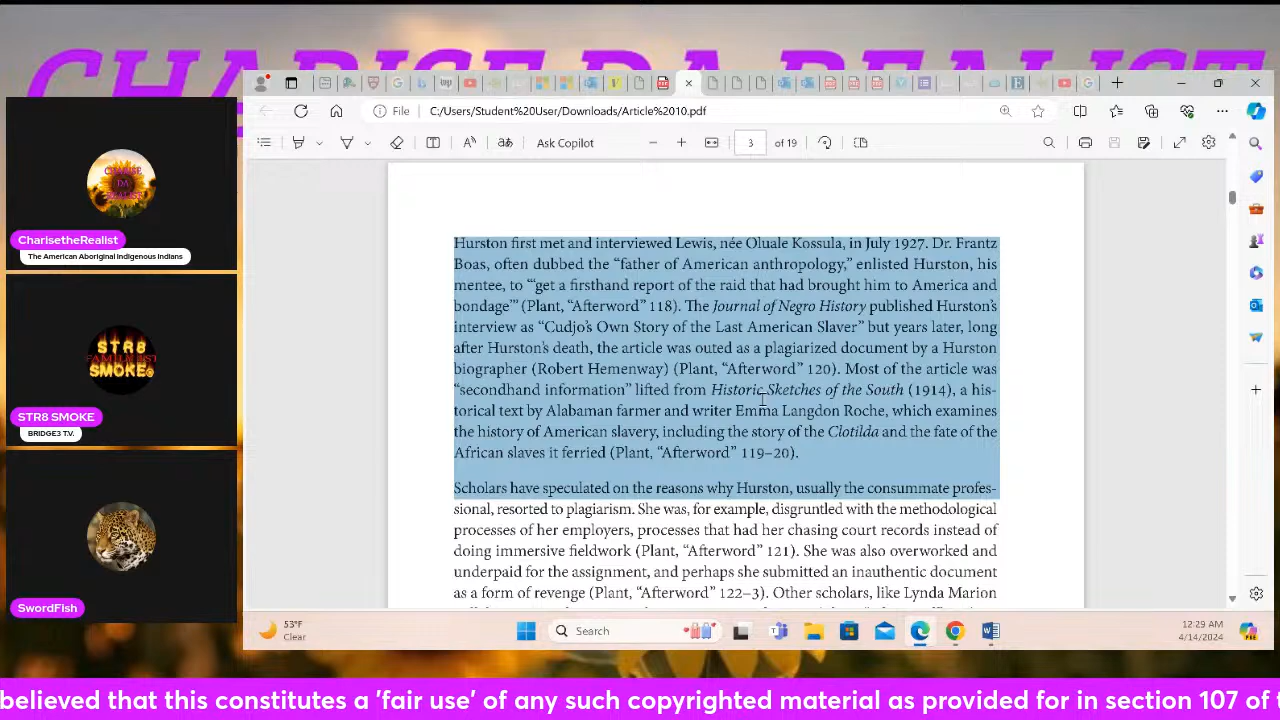 CHARISE DA REALIST
File
C:/Users/Student%20User/Downloads/Article%2010.pdf
Ask Copilot
3
of 19
CHARISE
DA
REALIST
CharisetheRealist
The American Aboriginal Indigenous Indians
STR8
FAMILY 1ST
SMOKE
STR8 SMOKE
BRIDGE3 T.V.
SwordFish
Hurston first met and interviewed Lewis, née Oluale Kossula, in July 1927. Dr. Frantz
Boas, often dubbed the “father of American anthropology,” enlisted Hurston, his
mentee, to “‘get a firsthand report of the raid that had brought him to America and
bondage’” (Plant, “Afterword” 118). The Journal of Negro History published Hurston’s
interview as “Cudjo’s Own Story of the Last American Slaver” but years later, long
after Hurston’s death, the article was outed as a plagiarized document by a Hurston
biographer (Robert Hemenway) (Plant, “Afterword” 120). Most of the article was
“secondhand information” lifted from Historic Sketches of the South (1914), a his-
torical text by Alabaman farmer and writer Emma Langdon Roche, which examines
the history of American slavery, including the story of the Clotilda and the fate of the
African slaves it ferried (Plant, “Afterword” 119–20).
Scholars have speculated on the reasons why Hurston, usually the consummate profes-
sional, resorted to plagiarism. She was, for example, disgruntled with the methodological
processes of her employers, processes that had her chasing court records instead of
doing immersive fieldwork (Plant, “Afterword” 121). She was also overworked and
underpaid for the assignment, and perhaps she submitted an inauthentic document
as a form of revenge (Plant, “Afterword” 122–3). Other scholars, like Lynda Marion
53°F
Clear
Search
12:29 AM
4/14/2024
believed that this constitutes a 'fair use' of any such copyrighted material as provided for in section 107 of